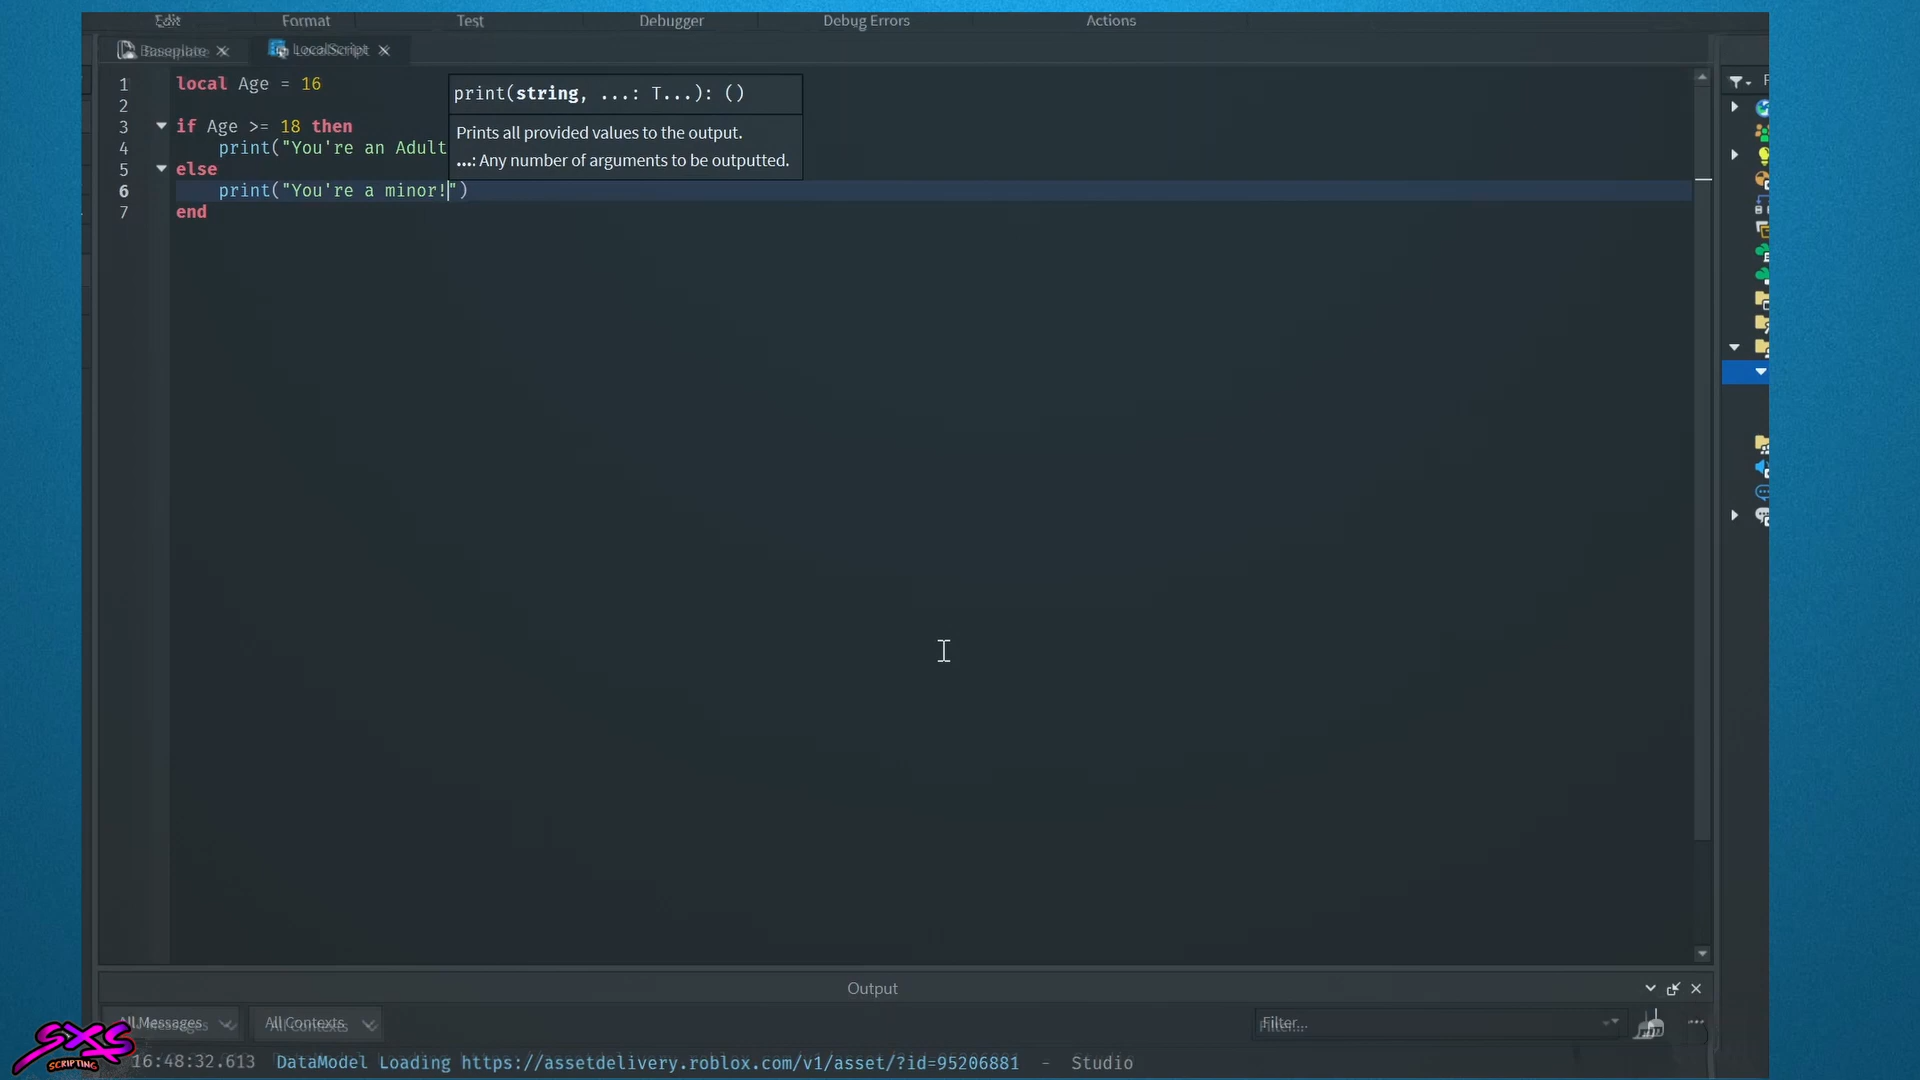 Edit Format Test Debugger Debug Errors Actions
Baseplate LocalScript
1 local Age = 16
2
3 if Age >= 18 then
4 print("You're an Adult
5 else
6 print("You're a minor!")
7 end
print(string, ...: T...): ()
Prints all provided values to the output.
...: Any number of arguments to be outputted.
Output
All Messages All Contexts Filter...
16:48:32.613 DataModel Loading https://assetdelivery.roblox.com/v1/asset/?id=95206881 - Studio
SXS
SCRIPTING